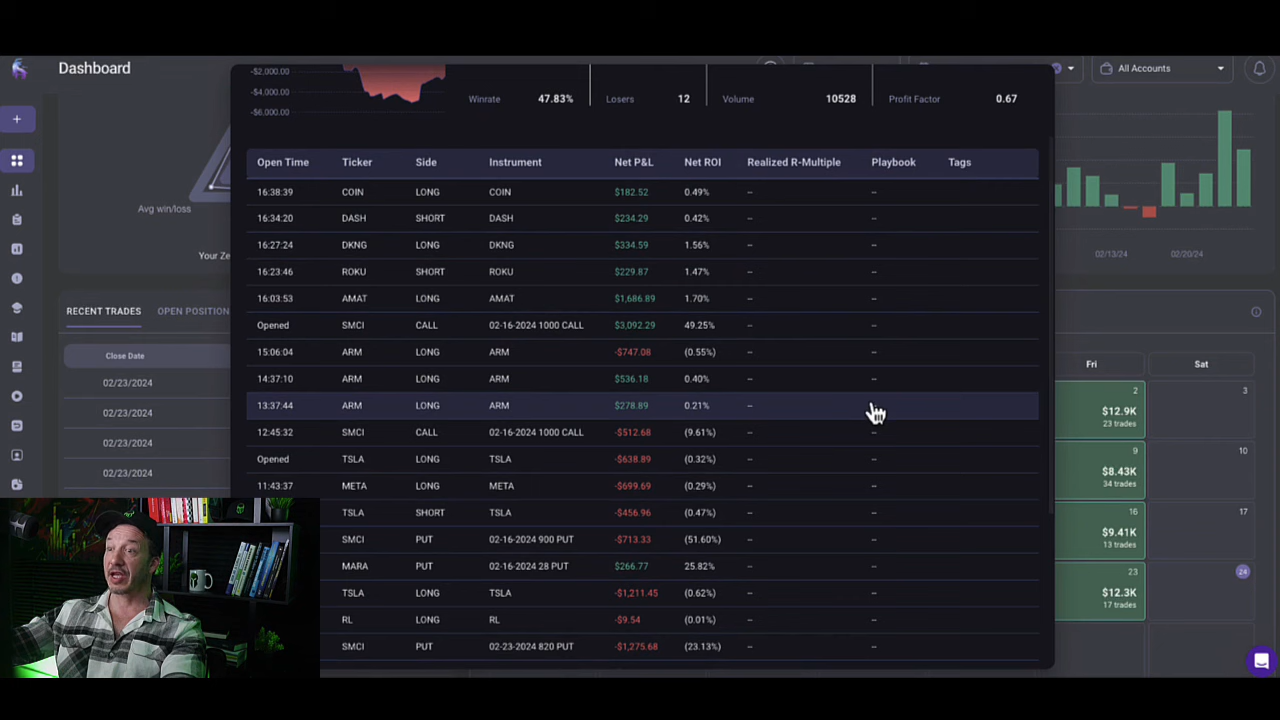 Dashboard
All Accounts
-$2,000.00
-$4,000.00
-$6,000.00
Winrate 47.83% Losers 12 Volume 10528 Profit Factor 0.67
Open Time Ticker Side Instrument Net P&L Net ROI Realized R-Multiple Playbook Tags
16:38:39 COIN LONG COIN $182.52 0.49% -- --
16:34:20 DASH SHORT DASH $234.29 0.42% -- --
16:27:24 DKNG LONG DKNG $334.59 1.56% -- --
16:23:46 ROKU SHORT ROKU $229.87 1.47% -- --
16:03:53 AMAT LONG AMAT $1,686.89 1.70% -- --
Opened SMCI CALL 02-16-2024 1000 CALL $3,092.29 49.25% -- --
15:06:04 ARM LONG ARM -$747.08 (0.55%) -- --
14:37:10 ARM LONG ARM $536.18 0.40% -- --
13:37:44 ARM LONG ARM $278.89 0.21% --
12:45:32 SMCI CALL 02-16-2024 1000 CALL -$512.68 (9.61%) -- --
Opened TSLA LONG TSLA -$638.89 (0.32%) -- --
11:43:37 META LONG META -$699.69 (0.29%) -- --
TSLA SHORT TSLA -$456.96 (0.47%) -- --
SMCI PUT 02-16-2024 900 PUT -$713.33 (51.60%) -- --
MARA PUT 02-16-2024 28 PUT $266.77 25.82% -- --
TSLA LONG TSLA -$1,211.45 (0.62%) -- --
RL LONG RL -$9.54 (0.01%) -- --
SMCI PUT 02-23-2024 820 PUT -$1,275.68 (23.13%) -- --
Avg win/loss
Your Ze
RECENT TRADES OPEN POSITION
Close Date
02/23/2024
02/23/2024
02/23/2024
02/23/2024
02/13/24 02/20/24
Fri Sat
2 3
$12.9K
23 trades
9 10
$8.43K
34 trades
16 17
$9.41K
13 trades
23 24
$12.3K
17 trades